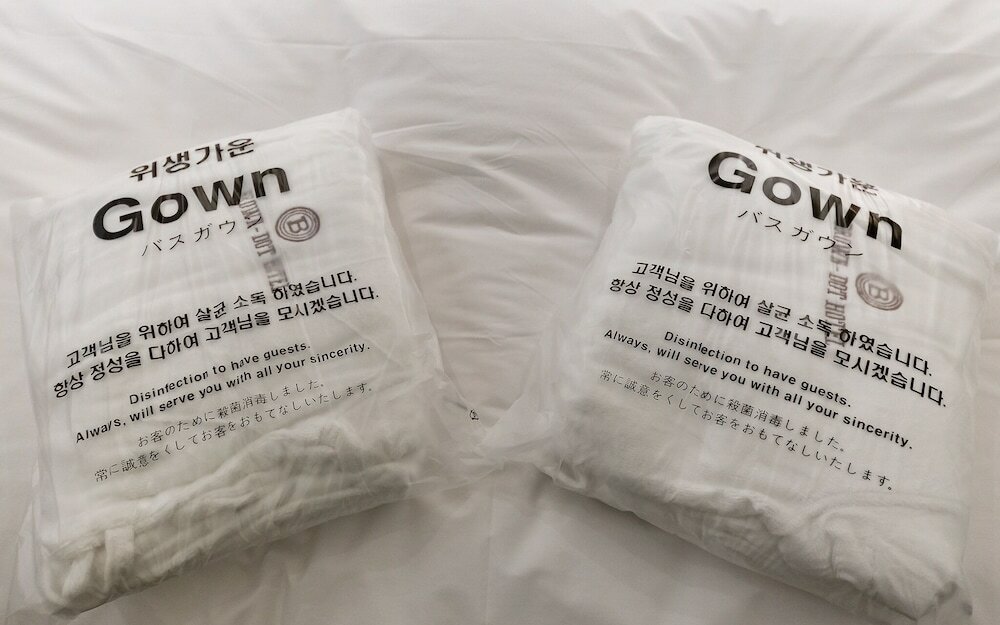 위생가운
Gown
バスガウン
B
고객님을 위하여 살균 소독 하였습니다.
항상 정성을 다하여 고객님을 모시겠습니다.
Disinfection to have guests.
Always, will serve you with all your sincerity.
お客のために殺菌消毒しました。
常に誠意をくしてお客をおもてなしいたします。
위생가운
Gown
バスガウン
B
고객님을 위하여 살균 소독 하였습니다.
항상 정성을 다하여 고객님을 모시겠습니다.
Disinfection to have guests.
Always, will serve you with all your sincerity.
お客のために殺菌消毒しました。
常に誠意をくしてお客をおもてなしいたします。